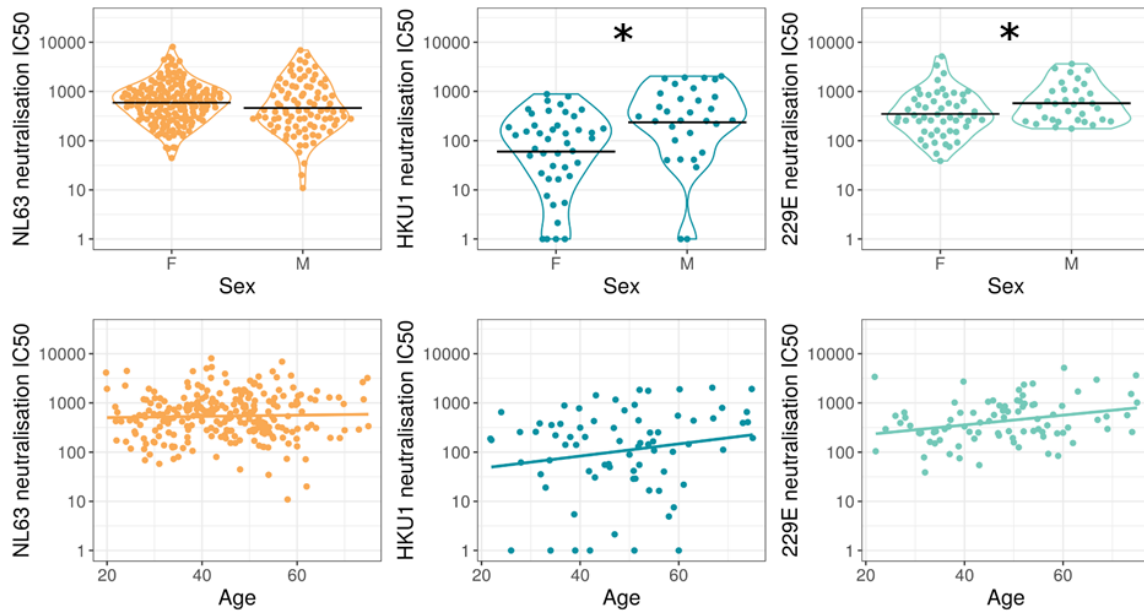 NL63 neutralisation IC50
10000
1000
100
10
1
F
M
Sex
HKU1 neutralisation IC50
10000
1000
100
10
1
*
F
M
Sex
229E neutralisation IC50
10000
1000
100
10
1
*
F
M
Sex
NL63 neutralisation IC50
10000
1000
100
10
1
20
40
60
Age
HKU1 neutralisation IC50
10000
1000
100
10
1
20
40
60
Age
229E neutralisation IC50
10000
1000
100
10
1
20
40
60
Age